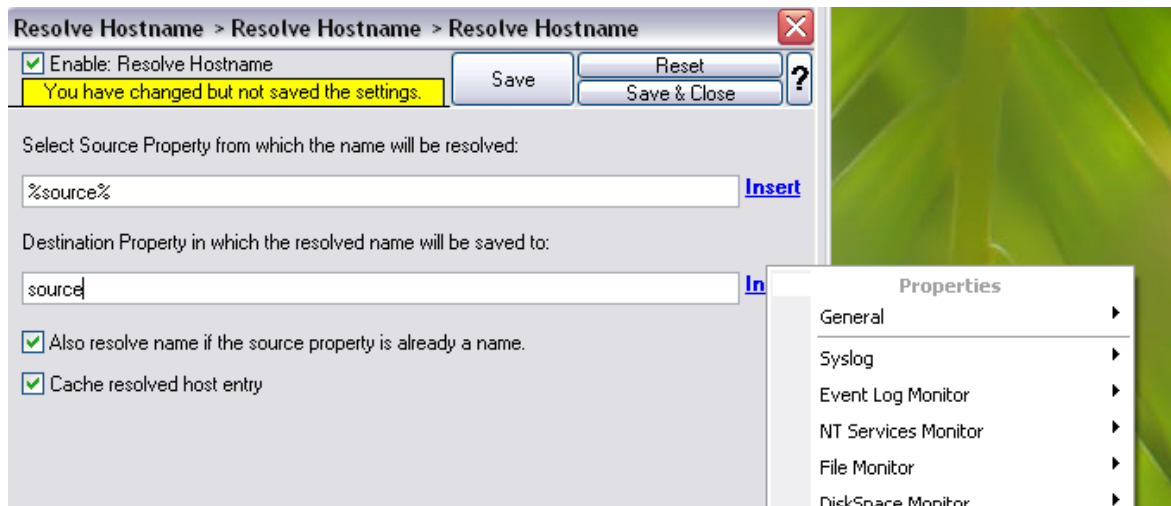 Resolve Hostname > Resolve Hostname > Resolve Hostname
Enable: Resolve Hostname
You have changed but not saved the settings.
Save
Reset
Save & Close
?
Select Source Property from which the name will be resolved:
%source%
Insert
Destination Property in which the resolved name will be saved to:
source
In
Also resolve name if the source property is already a name.
Cache resolved host entry
Properties
General
Syslog
Event Log Monitor
NT Services Monitor
File Monitor
DiskSpace Monitor